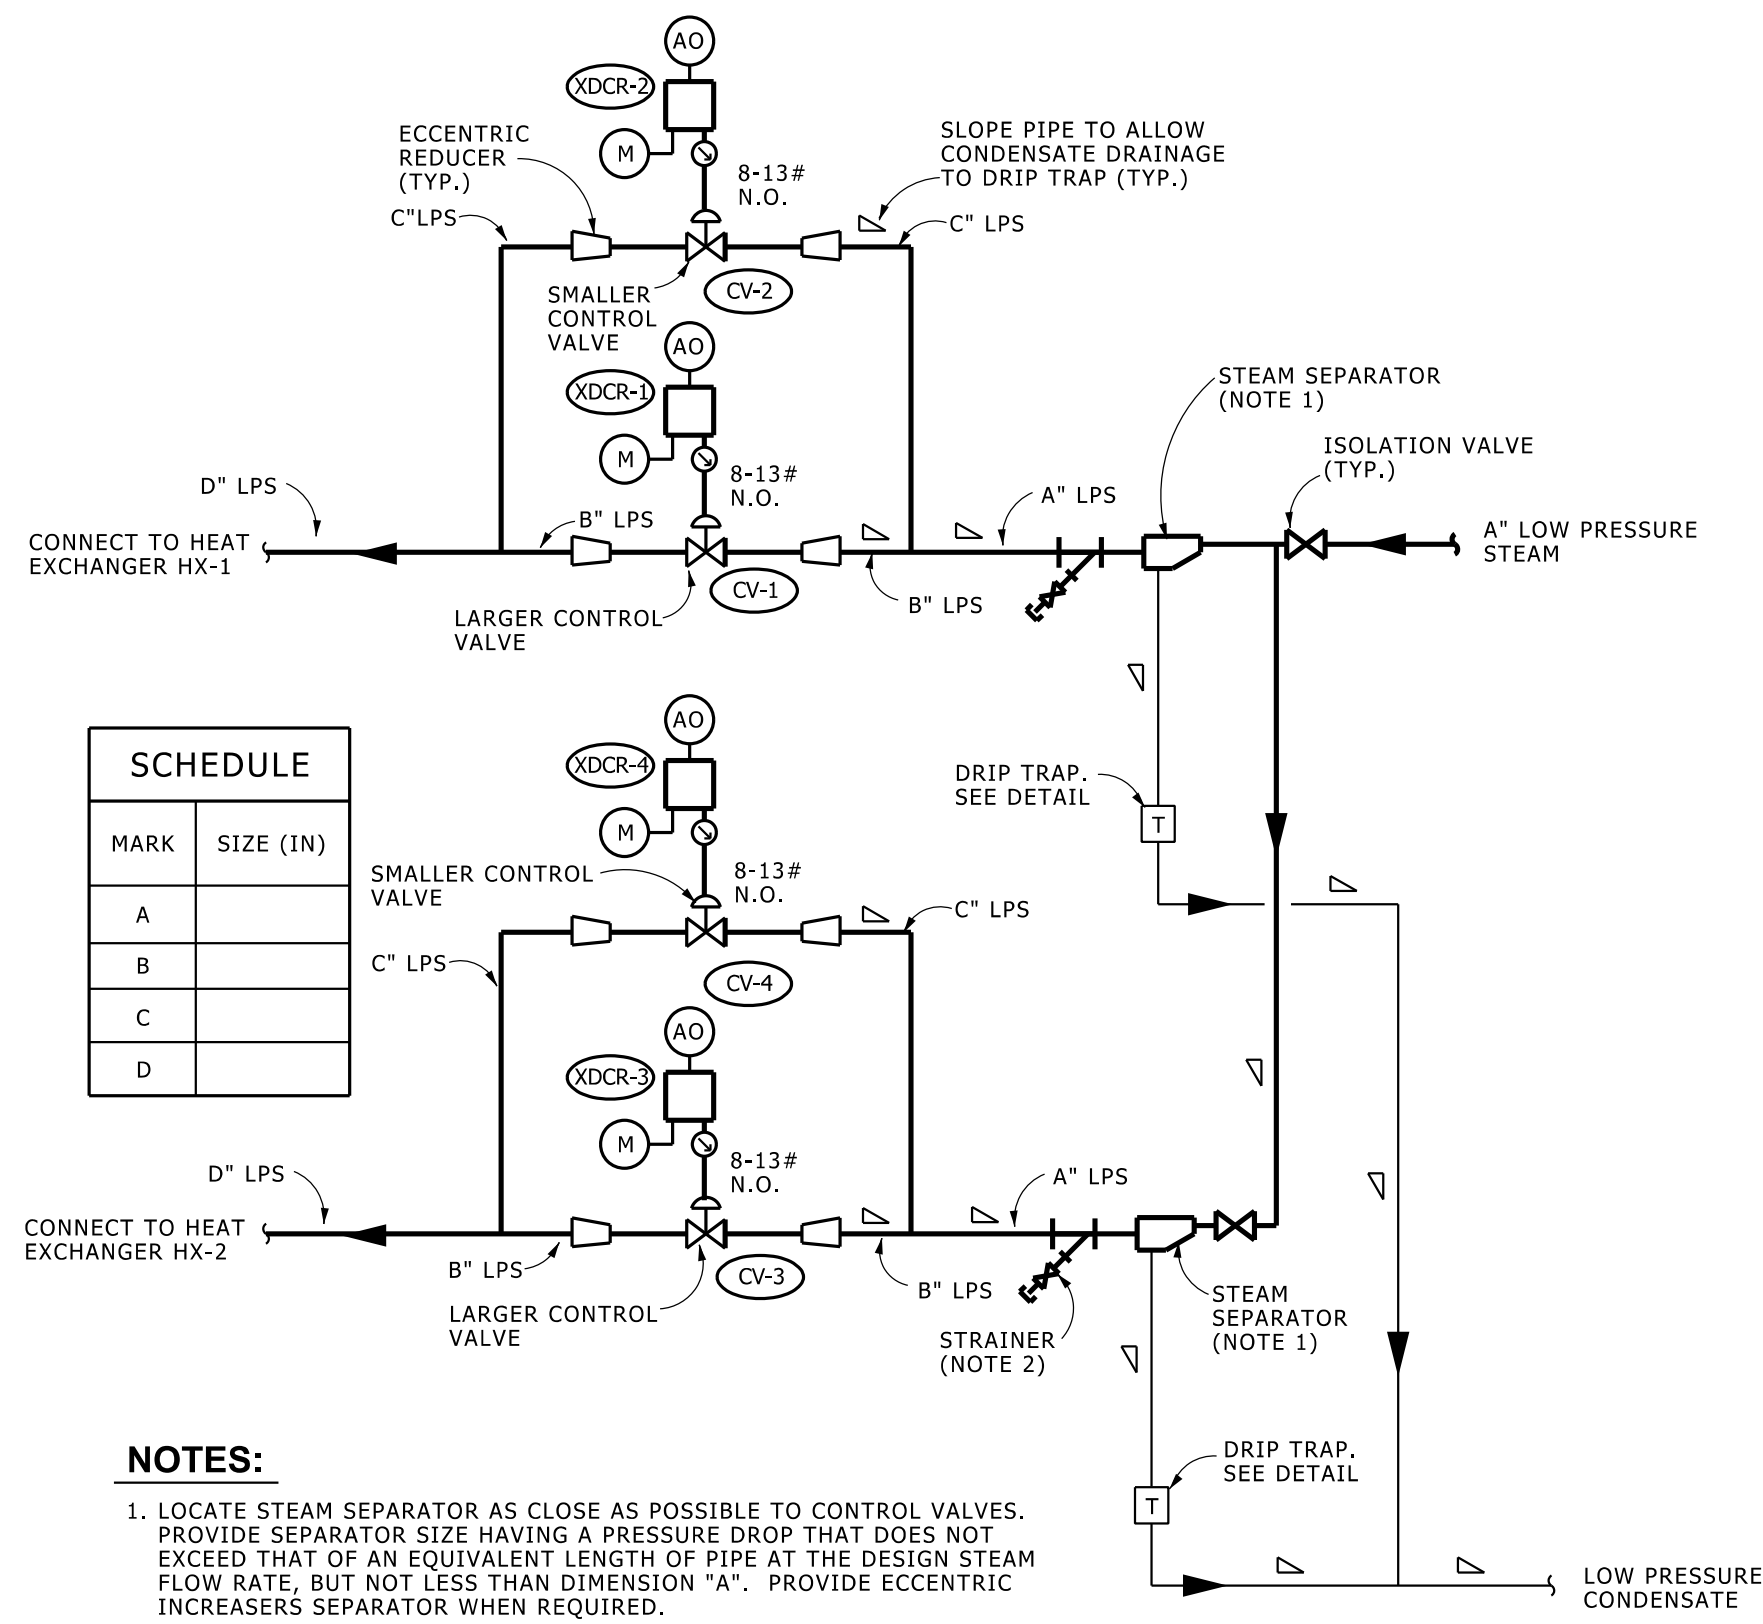 AO
XDCR-2
M
ECCENTRIC
REDUCER
(TYP.)
8-13#
N.O.
SLOPE PIPE TO ALLOW
CONDENSATE DRAINAGE
TO DRIP TRAP (TYP.)
C"LPS
C" LPS
SMALLER
CONTROL
VALVE
CV-2
AO
XDCR-1
M
8-13#
N.O.
STEAM SEPARATOR
(NOTE 1)
ISOLATION VALVE
(TYP.)
D" LPS
B" LPS
A" LPS
CONNECT TO HEAT
EXCHANGER HX-1
A" LOW PRESSURE
STEAM
CV-1
B" LPS
LARGER CONTROL
VALVE
SCHEDULE
MARK SIZE (IN)
A
B
C
D
AO
XDCR-4
M
DRIP TRAP.
SEE DETAIL
T
SMALLER CONTROL
VALVE
8-13#
N.O.
C" LPS
C" LPS
CV-4
AO
XDCR-3
M
8-13#
N.O.
D" LPS
A" LPS
CONNECT TO HEAT
EXCHANGER HX-2
B" LPS
CV-3
B" LPS
LARGER CONTROL
VALVE
STRAINER
(NOTE 2)
STEAM
SEPARATOR
(NOTE 1)
DRIP TRAP.
SEE DETAIL
T
LOW PRESSURE
CONDENSATE
NOTES:
1. LOCATE STEAM SEPARATOR AS CLOSE AS POSSIBLE TO CONTROL VALVES.
PROVIDE SEPARATOR SIZE HAVING A PRESSURE DROP THAT DOES NOT
EXCEED THAT OF AN EQUIVALENT LENGTH OF PIPE AT THE DESIGN STEAM
FLOW RATE, BUT NOT LESS THAN DIMENSION "A". PROVIDE ECCENTRIC
INCREASERS SEPARATOR WHEN REQUIRED.